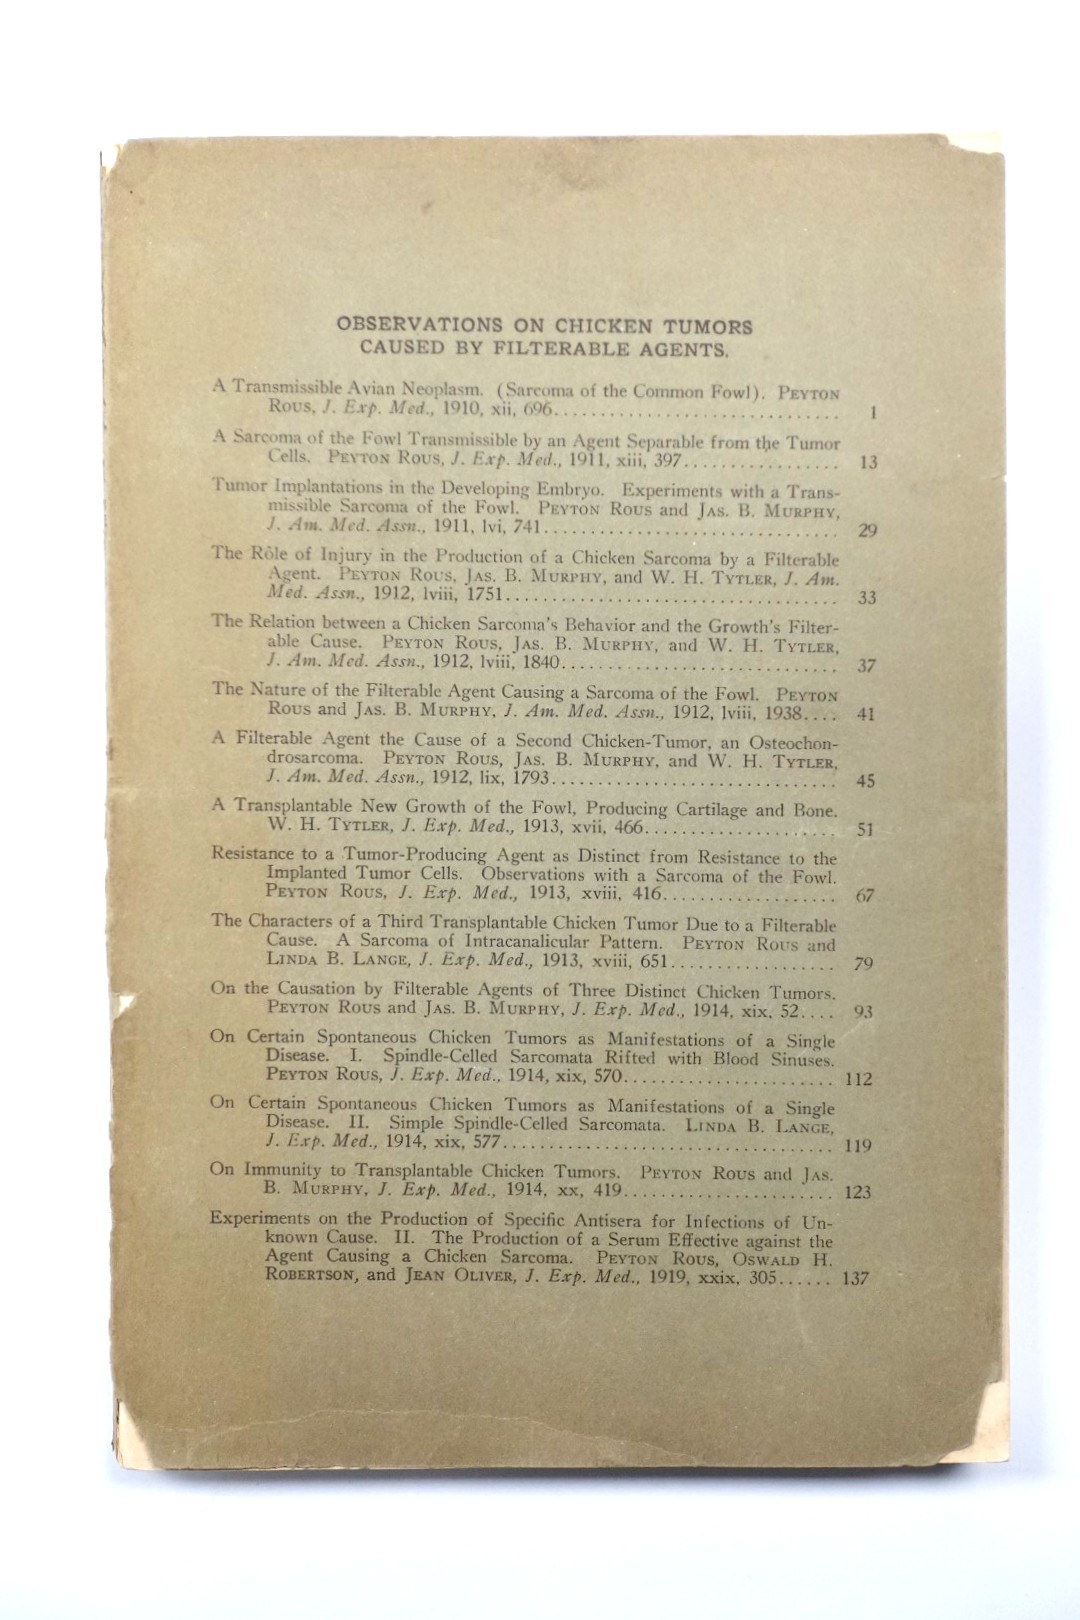 OBSERVATIONS ON CHICKEN TUMORS
CAUSED BY FILTERABLE AGENTS.
A Transmissible Avian Neoplasm. (Sarcoma of the Common Fowl). PEYTON
ROUS, J. Exp. Med., 1910, xii, 696.............................. 1
A Sarcoma of the Fowl Transmissible by an Agent Separable from the Tumor
Cells. PEYTON ROUS, J. Exp. Med., 1911, xiii, 397................. 13
Tumor Implantations in the Developing Embryo. Experiments with a Trans-
missible Sarcoma of the Fowl. PEYTON ROUS and JAS. B. MURPHY,
J. Am. Med. Assn., 1911, lvi, 741................................ 29
The Rôle of Injury in the Production of a Chicken Sarcoma by a Filterable
Agent. PEYTON ROUS, JAS. B. MURPHY, and W. H. TYTLER, J. Am.
Med. Assn., 1912, lviii, 1751.................................... 33
The Relation between a Chicken Sarcoma's Behavior and the Growth's Filter-
able Cause. PEYTON ROUS, JAS. B. MURPHY, and W. H. TYTLER,
J. Am. Med. Assn., 1912, lviii, 1840.............................. 37
The Nature of the Filterable Agent Causing a Sarcoma of the Fowl. PEYTON
ROUS and JAS. B. MURPHY, J. Am. Med. Assn., 1912, lviii, 1938.... 41
A Filterable Agent the Cause of a Second Chicken-Tumor, an Osteochon-
drosarcoma. PEYTON ROUS, JAS. B. MURPHY, and W. H. TYTLER,
J. Am. Med. Assn., 1912, lix, 1793............................... 45
A Transplantable New Growth of the Fowl, Producing Cartilage and Bone.
W. H. TYTLER, J. Exp. Med., 1913, xvii, 466..................... 51
Resistance to a Tumor-Producing Agent as Distinct from Resistance to the
Implanted Tumor Cells. Observations with a Sarcoma of the Fowl.
PEYTON ROUS, J. Exp. Med., 1913, xviii, 416................... 67
The Characters of a Third Transplantable Chicken Tumor Due to a Filterable
Cause. A Sarcoma of Intracanalicular Pattern. PEYTON ROUS and
LINDA B. LANGE, J. Exp. Med., 1913, xviii, 651.................. 79
On the Causation by Filterable Agents of Three Distinct Chicken Tumors.
PEYTON ROUS and JAS. B. MURPHY, J. Exp. Med., 1914, xix, 52.... 93
On Certain Spontaneous Chicken Tumors as Manifestations of a Single
Disease. I. Spindle-Celled Sarcomata Rifted with Blood Sinuses.
PEYTON ROUS, J. Exp. Med., 1914, xix, 570....................... 112
On Certain Spontaneous Chicken Tumors as Manifestations of a Single
Disease. II. Simple Spindle-Celled Sarcomata. LINDA B. LANGE,
J. Exp. Med., 1914, xix, 577.................................... 119
On Immunity to Transplantable Chicken Tumors. PEYTON ROUS and JAS.
B. MURPHY, J. Exp. Med., 1914, xx, 419....................... 123
Experiments on the Production of Specific Antisera for Infections of Un-
known Cause. II. The Production of a Serum Effective against the
Agent Causing a Chicken Sarcoma. PEYTON ROUS, OSWALD H.
ROBERTSON, and JEAN OLIVER, J. Exp. Med., 1919, xxix, 305...... 137